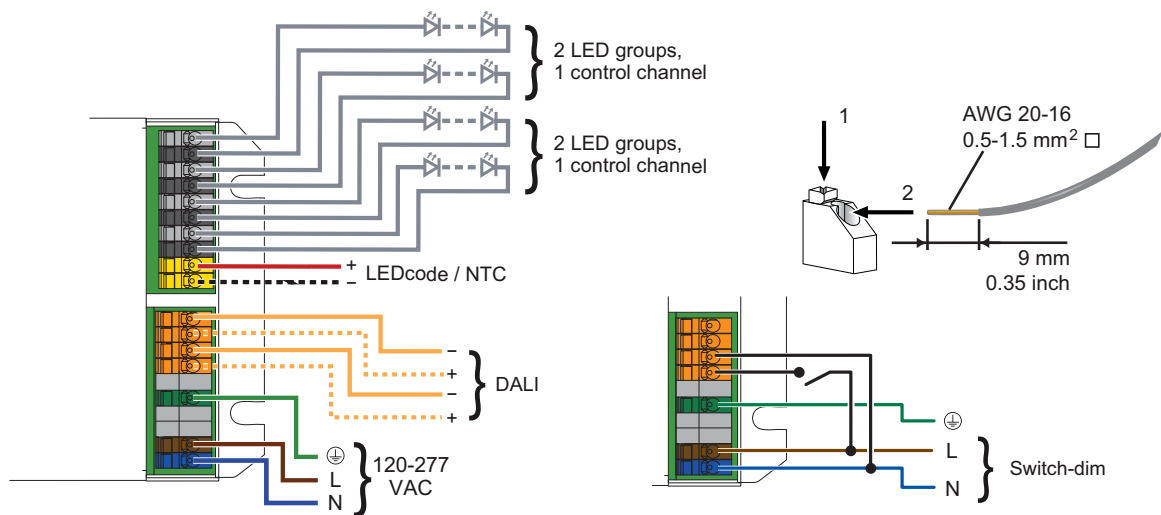 2 LED groups,
1 control channel
2 LED groups,
1 control channel
+
LEDcode / NTC
–
–
+
DALI
–
+
120-277
VAC
L
N
1
2
AWG 20-16
0.5-1.5 mm² □
9 mm
0.35 inch
L
Switch-dim
N